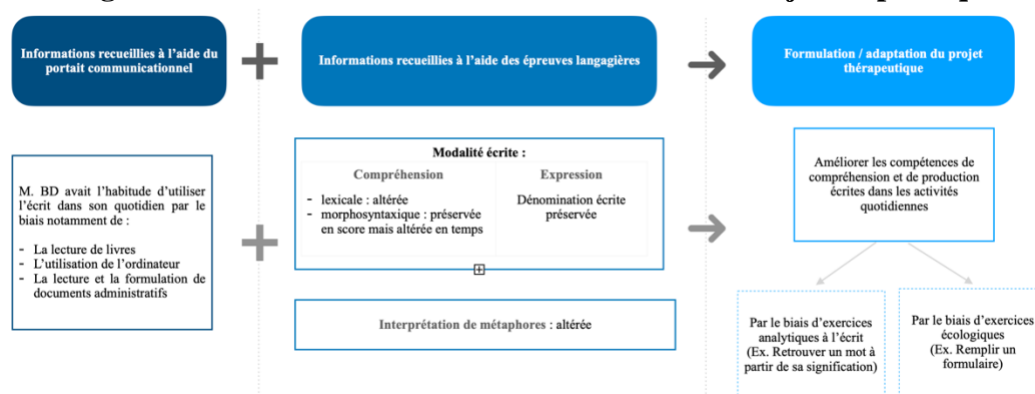 Informations recueillies à l'aide du
portait communicationnel
Informations recueillies à l'aide des épreuves langagières
Formulation / adaptation du projet
thérapeutique
M. BD avait l'habitude d'utiliser
l'écrit dans son quotidien par le
biais notamment de :
- La lecture de livres
- L'utilisation de l'ordinateur
- La lecture et la formulation de
documents administratifs
Modalité écrite :
Compréhension
- lexicale : altérée
- morphosyntaxique : préservée
en score mais altérée en temps
Expression
Dénomination écrite
préservée
Interprétation de métaphores : altérée
Améliorer les compétences de
compréhension et de production
écrites dans les activités
quotidiennes
Par le biais d'exercices
analytiques à l'écrit
(Ex. Retrouver un mot à
partir de sa signification)
Par le biais d'exercices
écologiques
(Ex. Remplir un
formulaire)